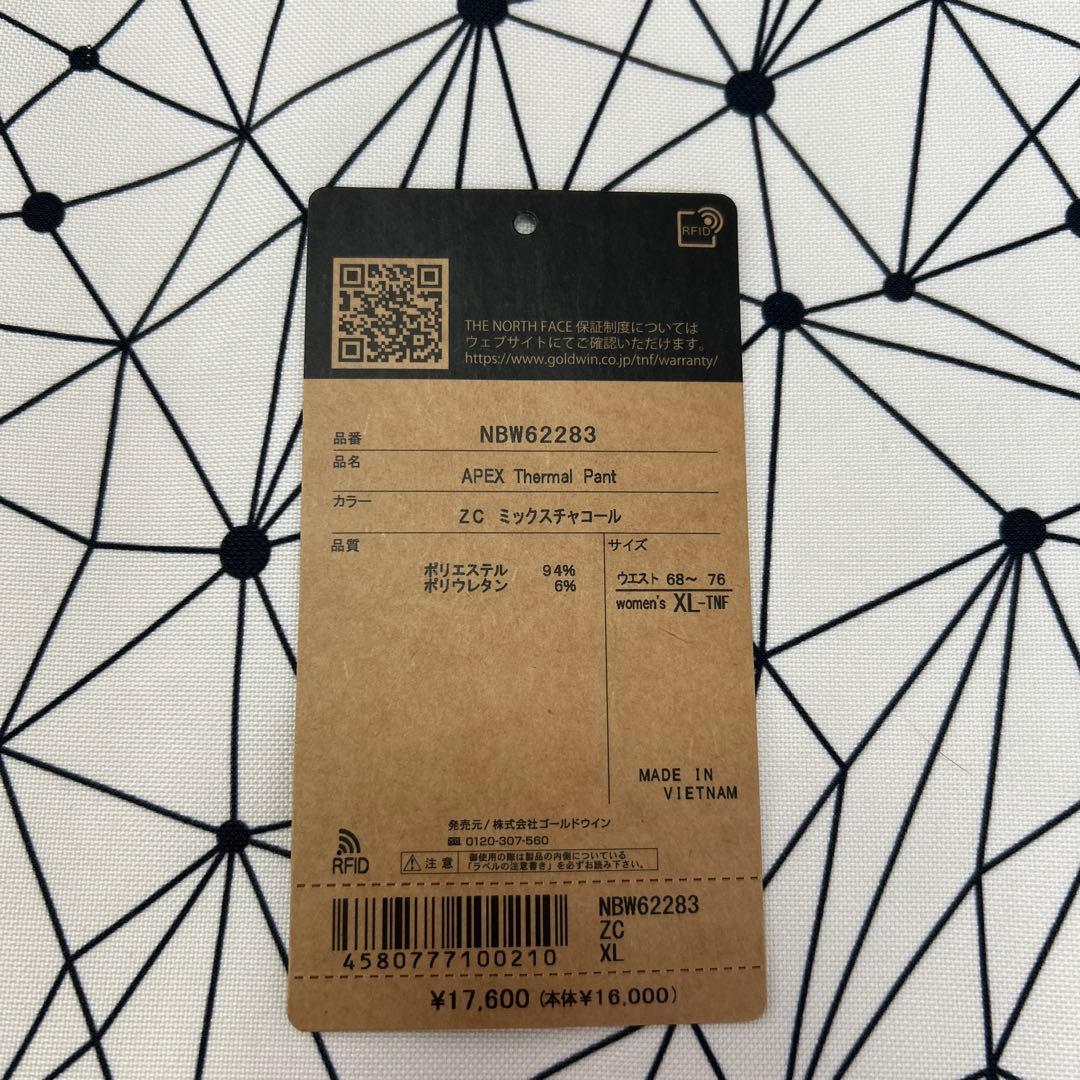 RFID
THE NORTH FACE 保証制度については
ウェブサイトにてご確認いただけます。
https://www.goldwin.co.jp/tnf/warranty/
品番 NBW62283
品名
APEX Thermal Pant
カラー
ZC ミックスチャコール
品質
ポリエステル 94%
ポリウレタン 6%
サイズ
ウエスト 68〜 76
women's XL-TNF
MADE IN
VIETNAM
発売元/株式会社ゴールドウイン
0120-307-560
RFID
注意
御使用の際は製品の内側についている
「ラベルの注意書き」を必ずお読み下さい。
4580777100210
NBW62283
ZC
XL
¥17,600 (本体¥16,000)